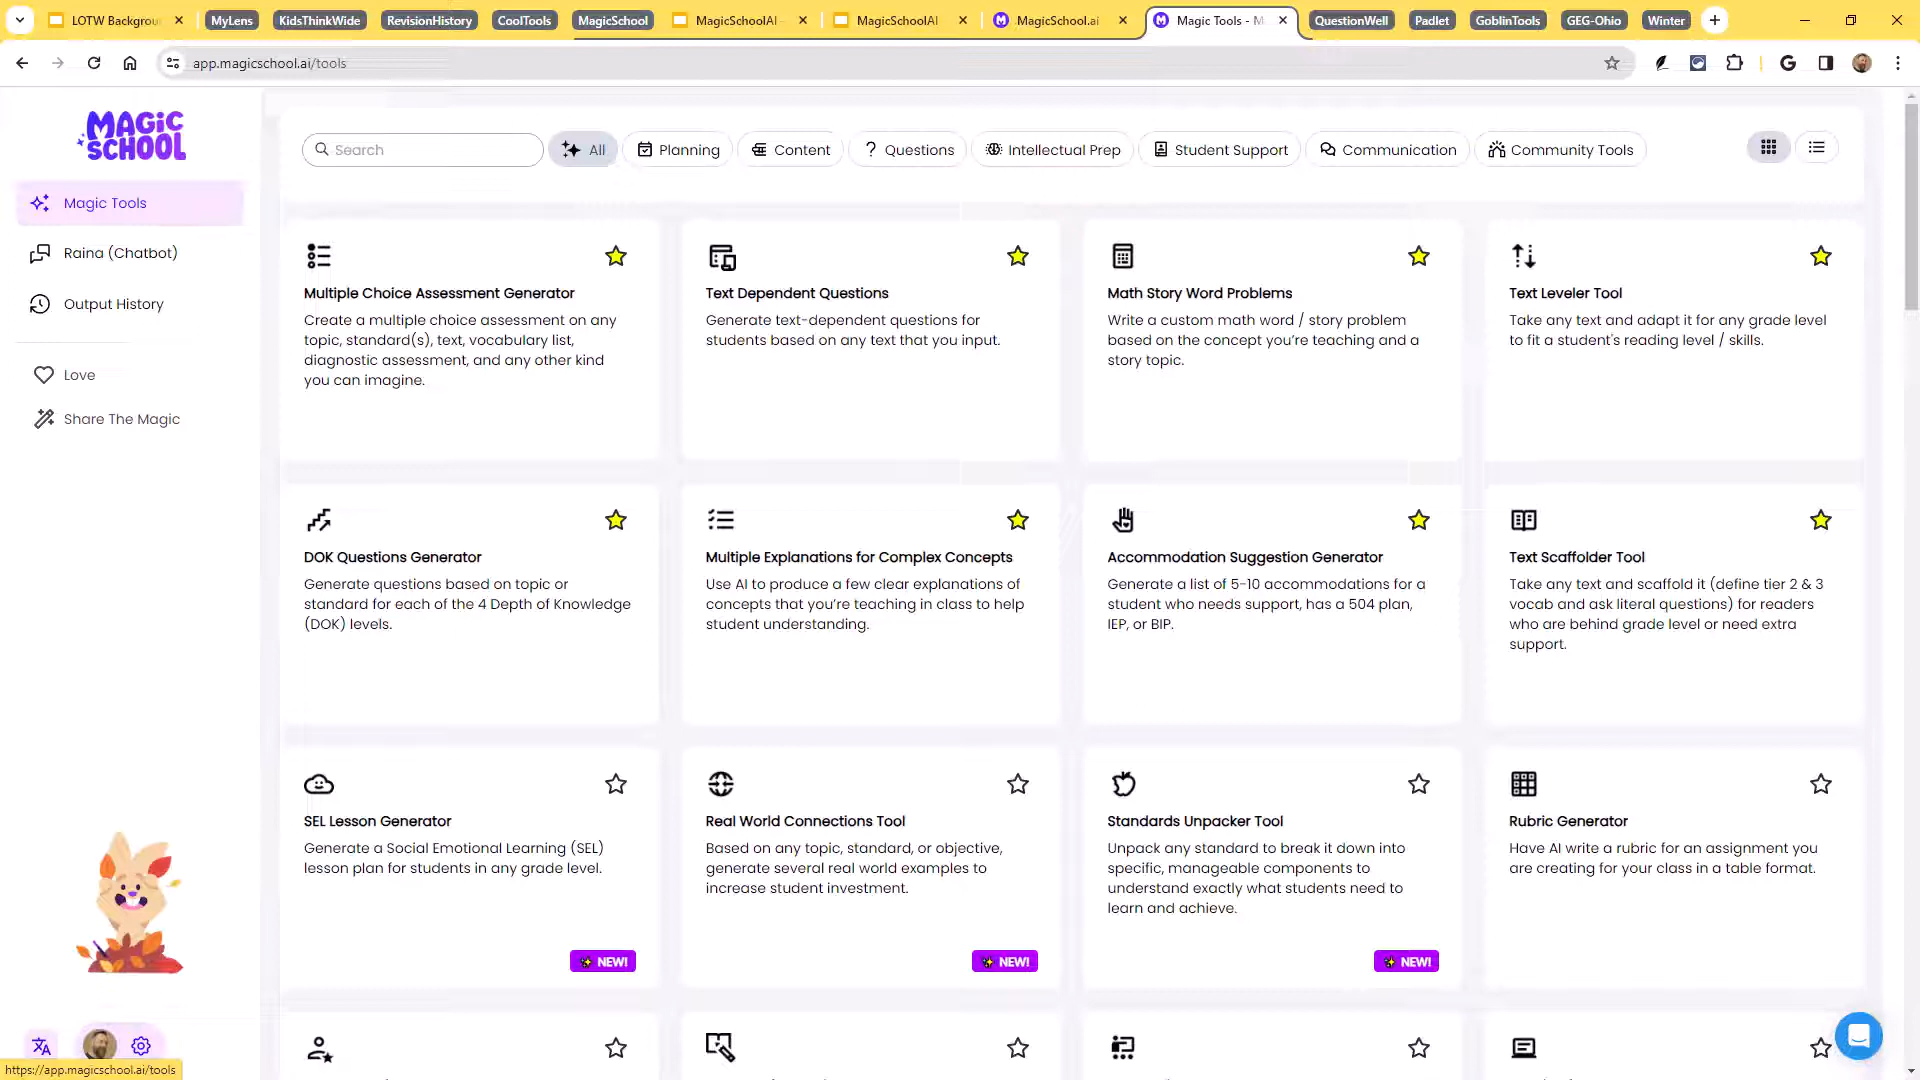 LOTW Backgrou
MyLens
KidsThinkWide
RevisionHistory
CoolTools
MagicSchool
MagicSchoolAI
MagicSchoolAI
MagicSchool.ai
Magic Tools - M
QuestionWell
Padlet
GoblinTools
GEG-Ohio
Winter
app.magicschool.ai/tools
MAGiC
SCHOOL
Search
All
Planning
Content
Questions
Intellectual Prep
Student Support
Communication
Community Tools
Magic Tools
Raina (Chatbot)
Output History
Love
Share The Magic
Multiple Choice Assessment Generator
Create a multiple choice assessment on any
topic, standard(s), text, vocabulary list,
diagnostic assessment, and any other kind
you can imagine.
Text Dependent Questions
Generate text-dependent questions for
students based on any text that you input.
Math Story Word Problems
Write a custom math word / story problem
based on the concept you’re teaching and a
story topic.
Text Leveler Tool
Take any text and adapt it for any grade level
to fit a student's reading level / skills.
DOK Questions Generator
Generate questions based on topic or
standard for each of the 4 Depth of Knowledge
(DOK) levels.
Multiple Explanations for Complex Concepts
Use AI to produce a few clear explanations of
concepts that you’re teaching in class to help
student understanding.
Accommodation Suggestion Generator
Generate a list of 5-10 accommodations for a
student who needs support, has a 504 plan,
IEP, or BIP.
Text Scaffolder Tool
Take any text and scaffold it (define tier 2 & 3
vocab and ask literal questions) for readers
who are behind grade level or need extra
support.
SEL Lesson Generator
Generate a Social Emotional Learning (SEL)
lesson plan for students in any grade level.
NEW!
Real World Connections Tool
Based on any topic, standard, or objective,
generate several real world examples to
increase student investment.
NEW!
Standards Unpacker Tool
Unpack any standard to break it down into
specific, manageable components to
understand exactly what students need to
learn and achieve.
NEW!
Rubric Generator
Have AI write a rubric for an assignment you
are creating for your class in a table format.
https://app.magicschool.ai/tools